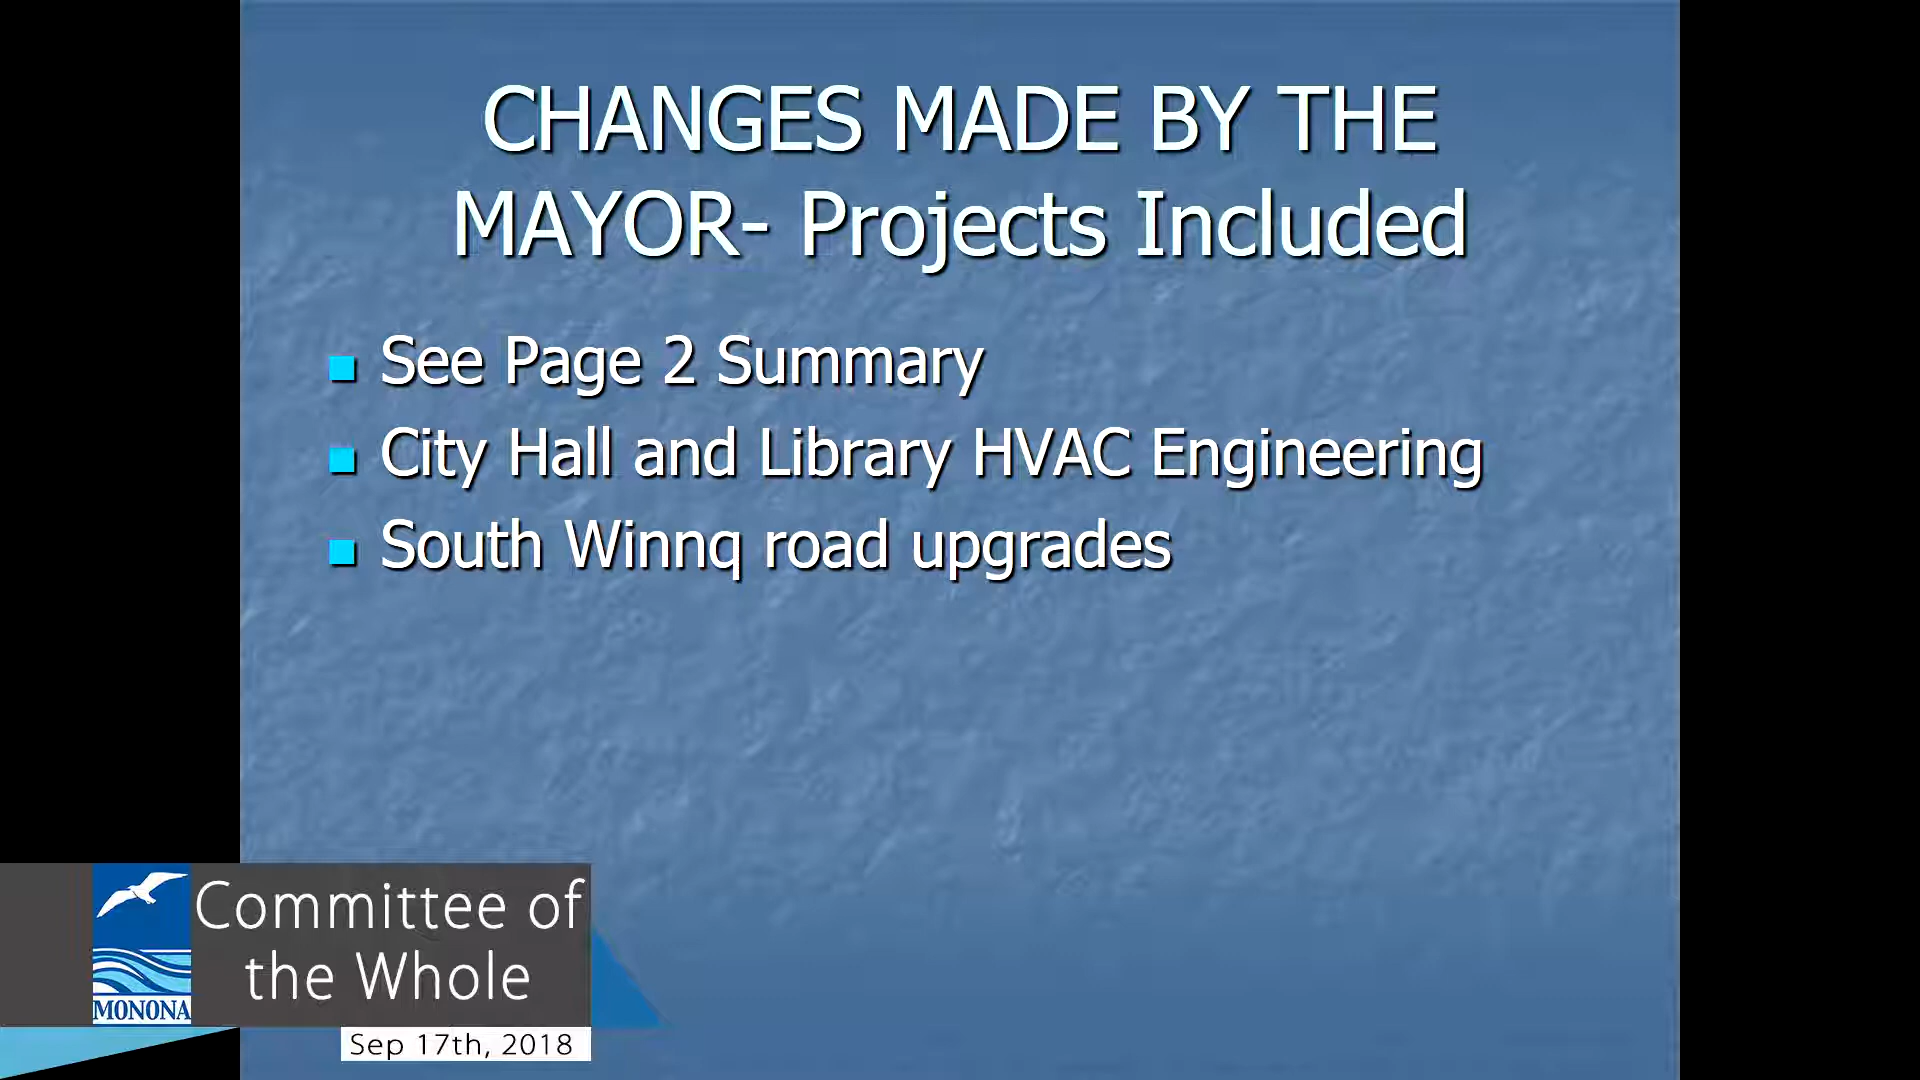 CHANGES MADE BY THE
MAYOR- Projects Included
See Page 2 Summary
City Hall and Library HVAC Engineering
South Winnq road upgrades
Committee of
the Whole
MONONA
Sep 17th, 2018